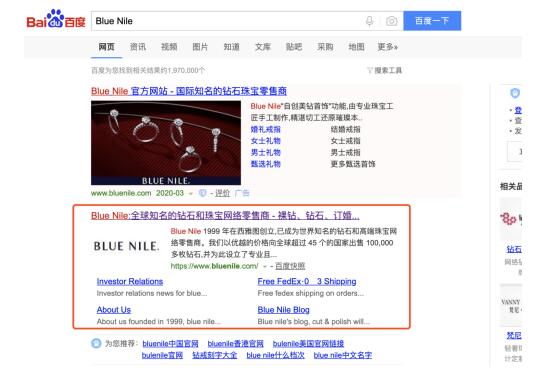 Bai百度
Blue Nile
百度一下
网页 资讯 视频 图片 知道 文库 贴吧 采购 地图 更多»
百度为您找到相关结果约1,970,000个
搜索工具
Blue Nile 官方网站 - 国际知名的钻石珠宝零售商
Blue Nile"自创美钻首饰"功能,由专业珠宝工
匠手工制作,精湛切工还原璀璨本..
婚礼戒指 结婚戒指
女士礼物 女士戒指
男士礼物 男士戒指
甄选礼物 更多甄选首饰
BLUE NILE.
www.bluenile.com 2020-03 - 评价 广告
Blue Nile:全球知名的钻石和珠宝网络零售商 - 裸钻、钻石、订婚...
Blue Nile 1999 年在西雅图创立,已成为世界知名的钻石和高端珠宝网
络零售商。我们以优越的价格向全球超过 45 个的国家出售 100,000
多枚钻石,并为此设立了专业与...
BLUE NILE.
https://www.bluenile.com/ - 百度快照
Investor Relations Free FedEx·0 3 Shipping
Investor relations news for blue... Free fedex shipping on orders...
About Us Blue Nile Blog
About us founded in 1999, blue nile... Blue nile's blog, cut & polish will...
为您推荐: bluenile中国官网 bluenile香港官网 bulenile美国官网链接
bulenile官网 钻戒刻字大全 blue nile什么档次 blue nile中文名字
登
查
发
相关品
钻石
网络钻
VANNY
梵尼
梵尼
轻奢
计定制